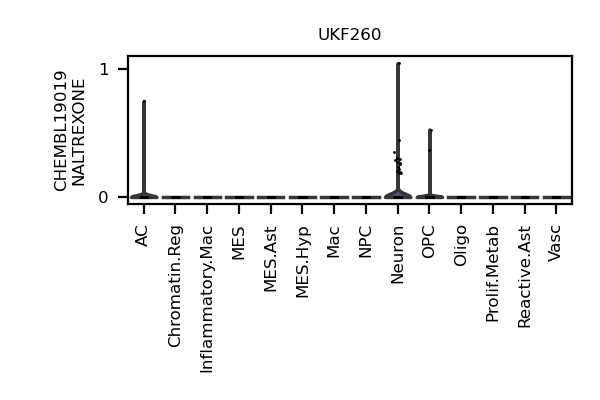 UKF260
CHEMBL19019
NALTREXONE
1
0
AC
Chromatin.Reg
Inflammatory.Mac
MES
MES.Ast
MES.Hyp
Mac
NPC
Neuron
OPC
Oligo
Prolif.Metab
Reactive.Ast
Vasc